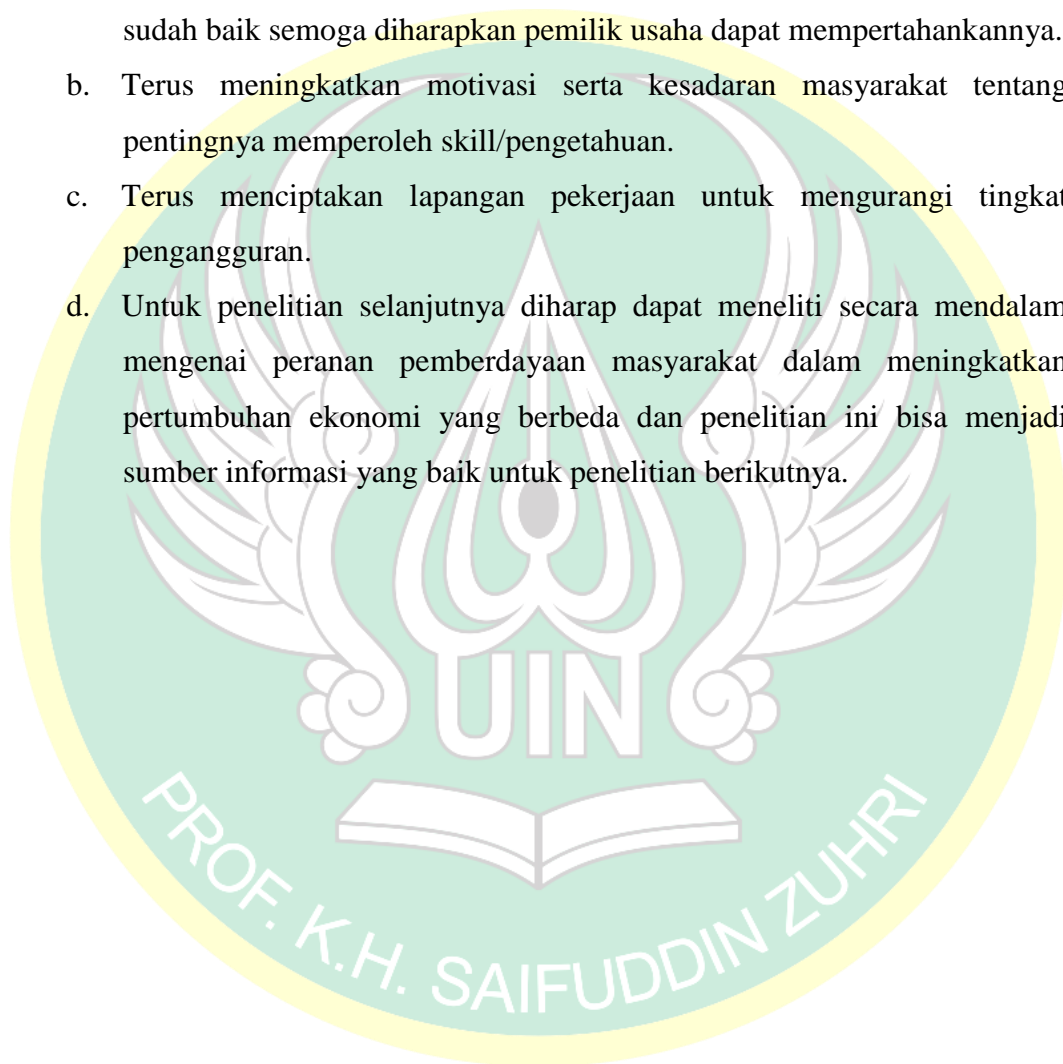 sudah baik semoga diharapkan pemilik usaha dapat mempertahankannya.
b. Terus meningkatkan motivasi serta kesadaran masyarakat tentang
pentingnya memperoleh skill/pengetahuan.
c. Terus menciptakan lapangan pekerjaan untuk mengurangi tingkat
pengangguran.
d. Untuk penelitian selanjutnya diharap dapat meneliti secara mendalam
mengenai peranan pemberdayaan masyarakat dalam meningkatkan
pertumbuhan ekonomi yang berbeda dan penelitian ini bisa menjadi
sumber informasi yang baik untuk penelitian berikutnya.
UIN
PROF. K.H. SAIFUDDIN ZUHRI